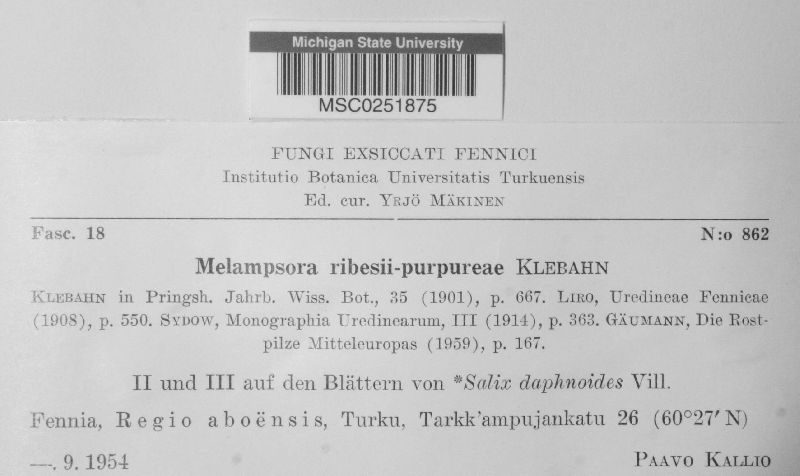 Michigan State University
MSC0251875
FUNGI EXSICCATI FENNICI
Institutio Botanica Universitatis Turkuensis
Ed. cur. YRJÖ MÄKINEN
Fasc. 18 N:o 862
Melampsora ribesii-purpureae KLEBAHN
KLEBAHN in Pringsh. Jahrb. Wiss. Bot., 35 (1901), p. 667. LIRO, Uredineae Fennicae
(1908), p. 550. SYDOW, Monographia Uredinearum, III (1914), p. 363. GÄUMANN, Die Rost-
pilze Mitteleuropas (1959), p. 167.
II und III auf den Blättern von *Salix daphnoides Vill.
Fennia, Regio aboënsis, Turku, Tarkk'ampujankatu 26 (60°27′ N)
—. 9. 1954 PAAVO KALLIO